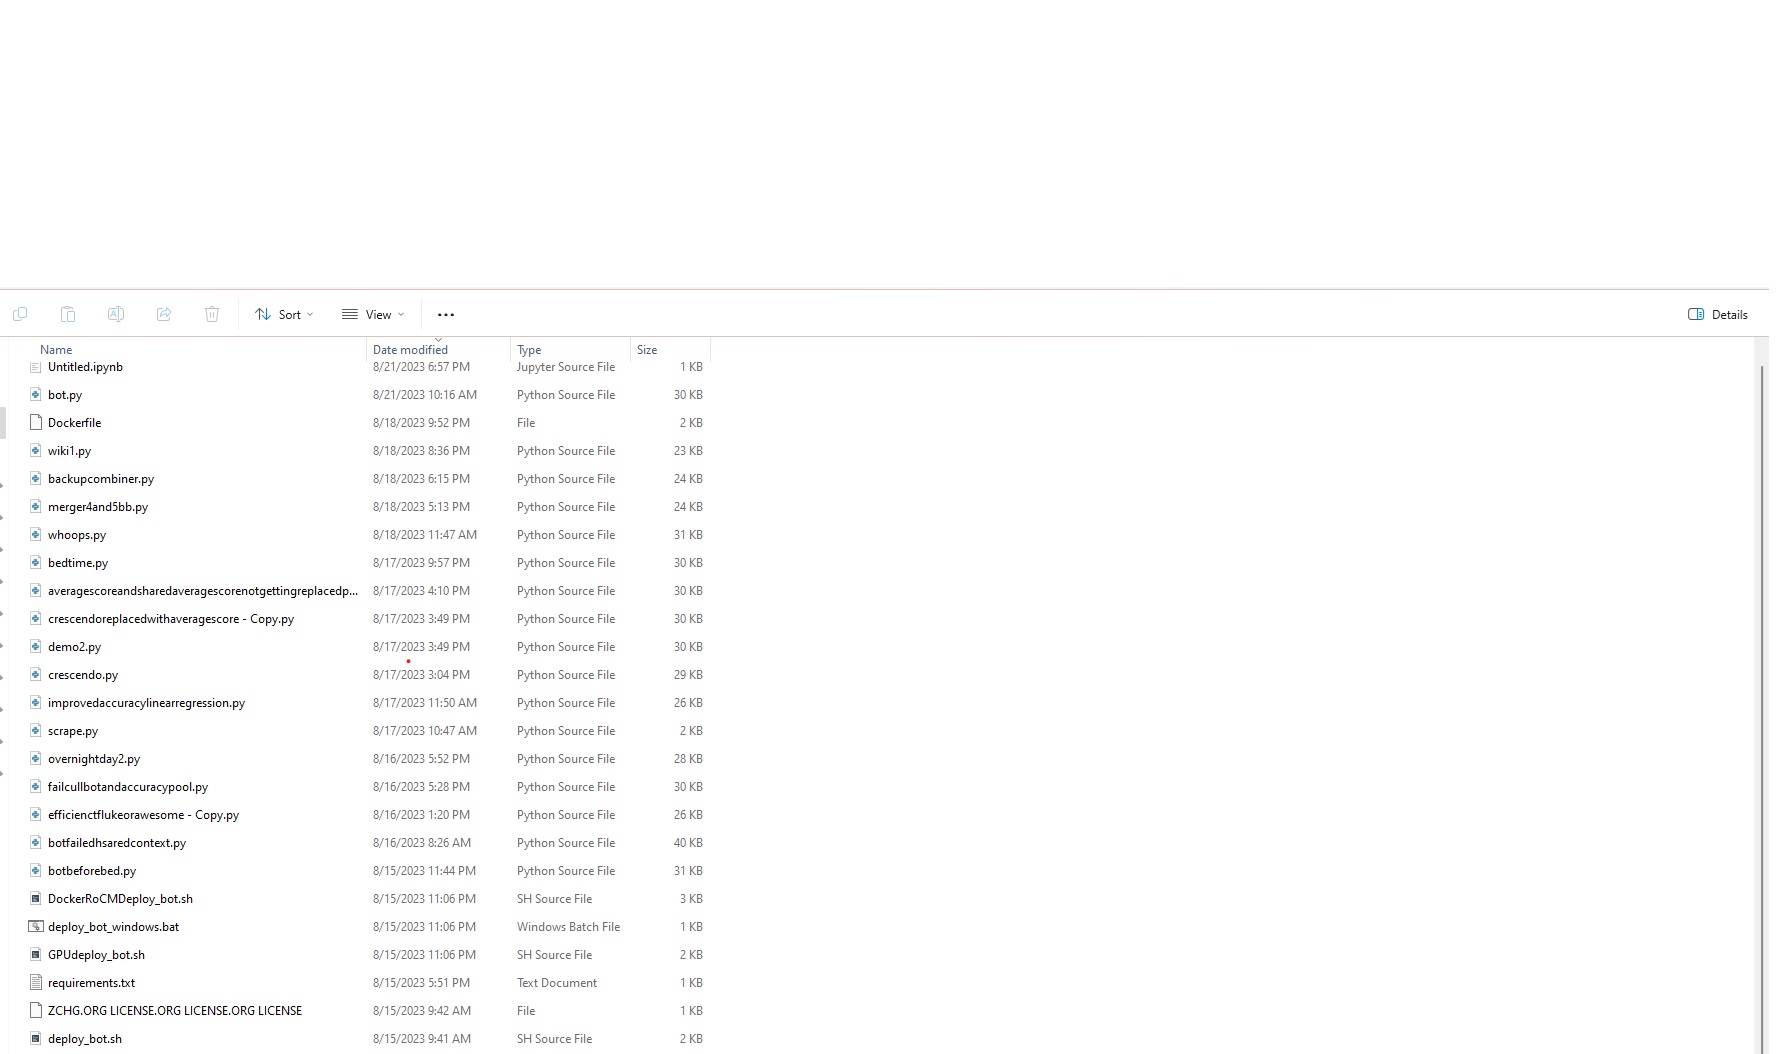 Sort View ••• Details
Name Date modified Type Size
Untitled.ipynb 8/21/2023 6:57 PM Jupyter Source File 1 KB
bot.py 8/21/2023 10:16 AM Python Source File 30 KB
Dockerfile 8/18/2023 9:52 PM File 2 KB
wiki1.py 8/18/2023 8:36 PM Python Source File 23 KB
backupcombiner.py 8/18/2023 6:15 PM Python Source File 24 KB
merger4and5bb.py 8/18/2023 5:13 PM Python Source File 24 KB
whoops.py 8/18/2023 11:47 AM Python Source File 31 KB
bedtime.py 8/17/2023 9:57 PM Python Source File 30 KB
averagescoreandsharedaveragescorenotgettingreplacedp... 8/17/2023 4:10 PM Python Source File 30 KB
crescendoreplacedwithaveragescore - Copy.py 8/17/2023 3:49 PM Python Source File 30 KB
demo2.py 8/17/2023 3:49 PM Python Source File 30 KB
crescendo.py 8/17/2023 3:04 PM Python Source File 29 KB
improvedaccuracylinearregression.py 8/17/2023 11:50 AM Python Source File 26 KB
scrape.py 8/17/2023 10:47 AM Python Source File 2 KB
overnightday2.py 8/16/2023 5:52 PM Python Source File 28 KB
failcullbotandaccuracypool.py 8/16/2023 5:28 PM Python Source File 30 KB
efficienctflukeorawesome - Copy.py 8/16/2023 1:20 PM Python Source File 26 KB
botfailedhsaredcontext.py 8/16/2023 8:26 AM Python Source File 40 KB
botbeforebed.py 8/15/2023 11:44 PM Python Source File 31 KB
DockerRoCMDeploy_bot.sh 8/15/2023 11:06 PM SH Source File 3 KB
deploy_bot_windows.bat 8/15/2023 11:06 PM Windows Batch File 1 KB
GPUdeploy_bot.sh 8/15/2023 11:06 PM SH Source File 2 KB
requirements.txt 8/15/2023 5:51 PM Text Document 1 KB
ZCHG.ORG LICENSE.ORG LICENSE.ORG LICENSE 8/15/2023 9:42 AM File 1 KB
deploy_bot.sh 8/15/2023 9:41 AM SH Source File 2 KB